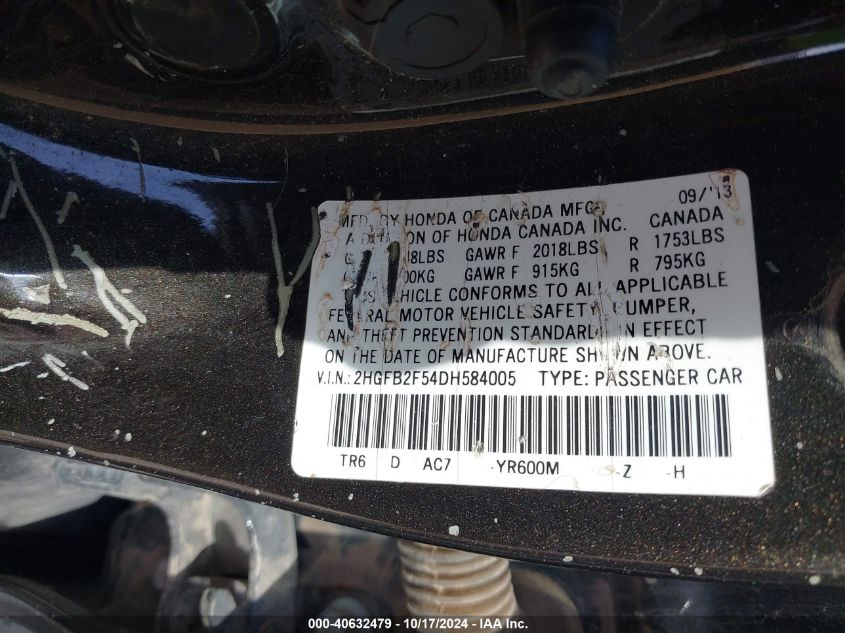 09/'13
MFD. BY HONDA OF CANADA MFG.
A DIVISION OF HONDA CANADA INC. CANADA
LBS GAWR F 2018LBS R 1753LBS
KG GAWR F 915KG R 795KG
THIS VEHICLE CONFORMS TO ALL APPLICABLE
FEDERAL MOTOR VEHICLE SAFETY, BUMPER,
AND THEFT PREVENTION STANDARDS IN EFFECT
ON THE DATE OF MANUFACTURE SHOWN ABOVE.
V.I.N.: 2HGFB2F54DH584005 TYPE: PASSENGER CAR
TR6 D AC7 -YR600M -Z -H
000-40632479 - 10/17/2024 - IAA Inc.